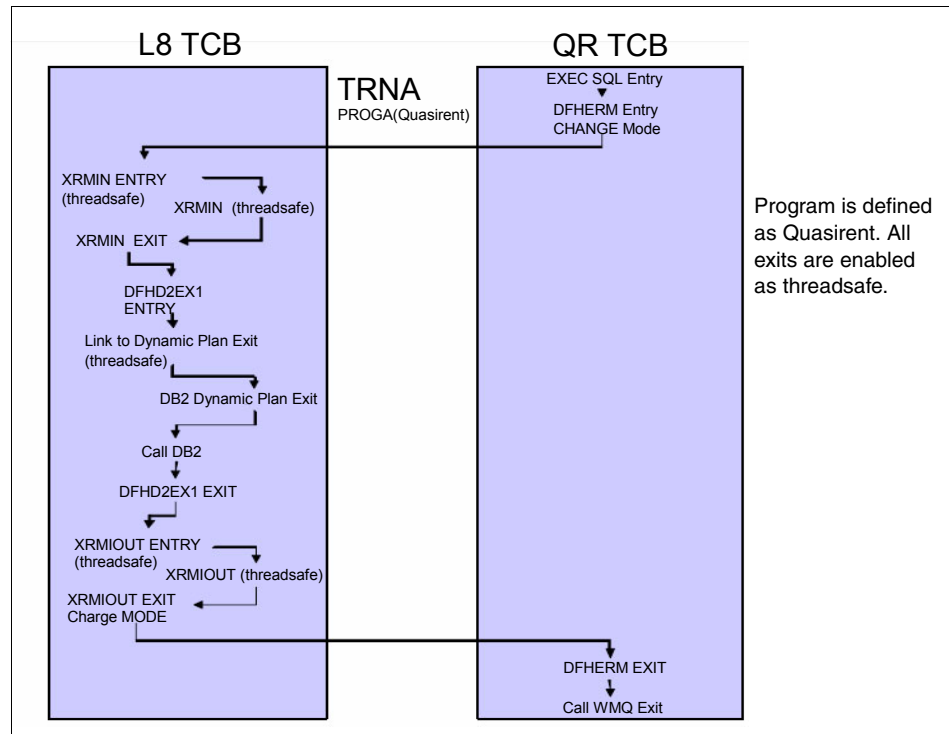 L8 TCB
QR TCB
TRNA
PROGA(Quasirent)
EXEC SQL Entry
DFHERM Entry
CHANGE Mode
XRMIN ENTRY
(threadsafe)
XRMIN (threadsafe)
XRMIN EXIT
DFHD2EX1
ENTRY
Link to Dynamic Plan Exit
(threadsafe)
DB2 Dynamic Plan Exit
Call DB2
DFHD2EX1 EXIT
XRMIOUT ENTRY
(threadsafe)
XRMIOUT (threadsafe)
XRMIOUT EXIT
Charge MODE
DFHERM EXIT
Call WMQ Exit
Program is defined
as Quasirent. All
exits are enabled
as threadsafe.